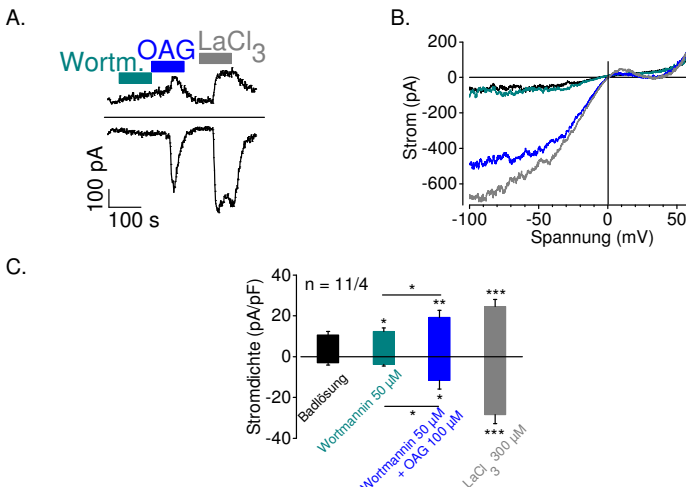 A.
Wortm.
OAG
LaCl3
100 pA
100 s
B.
Strom (pA)
200
0
-200
-400
-600
-100
-50
0
50
Spannung (mV)
C.
Stromdichte (pA/pF)
40
20
0
-20
-40
n = 11/4
*
*
**
***
Badlösung
Wortmannin 50 µM
Wortmannin 50 µM
+ OAG 100 µM
LaCl3 300 µM
*
*
***